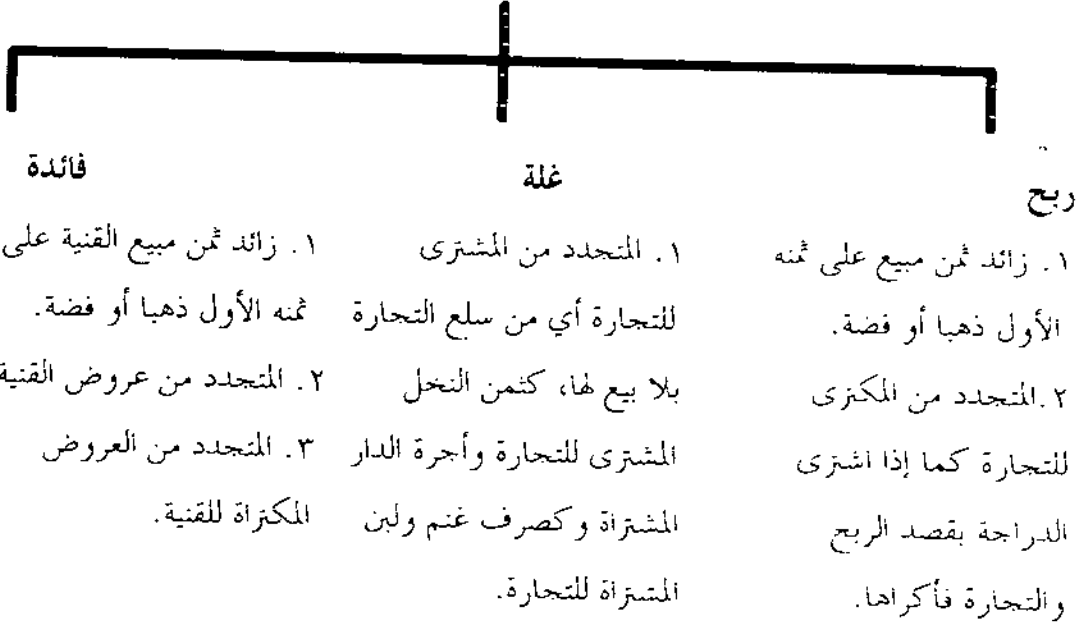 ربح
١. زائد ثمن مبيع على ثمنه
الأول ذهبا أو فضة.
٢.المتجدد من المكترى
للتجارة كما إذا اشترى
الدراجة بقصد الربح
والتجارة فأكراها.
غلة
١. المتجدد من المشترى
للتجارة أي من سلع التجارة
بلا بيع لها، كثمن النخل
المشترى للتجارة وأجرة الدار
المشتراة وكصرف غنم ولبن
المشتراة للتجارة.
فائدة
١. زائد ثمن مبيع القنية على
ثمنه الأول ذهبا أو فضة.
٢. المتجدد من عروض القنية
٣. المتجدد من العروض
المكتراة للقنية.